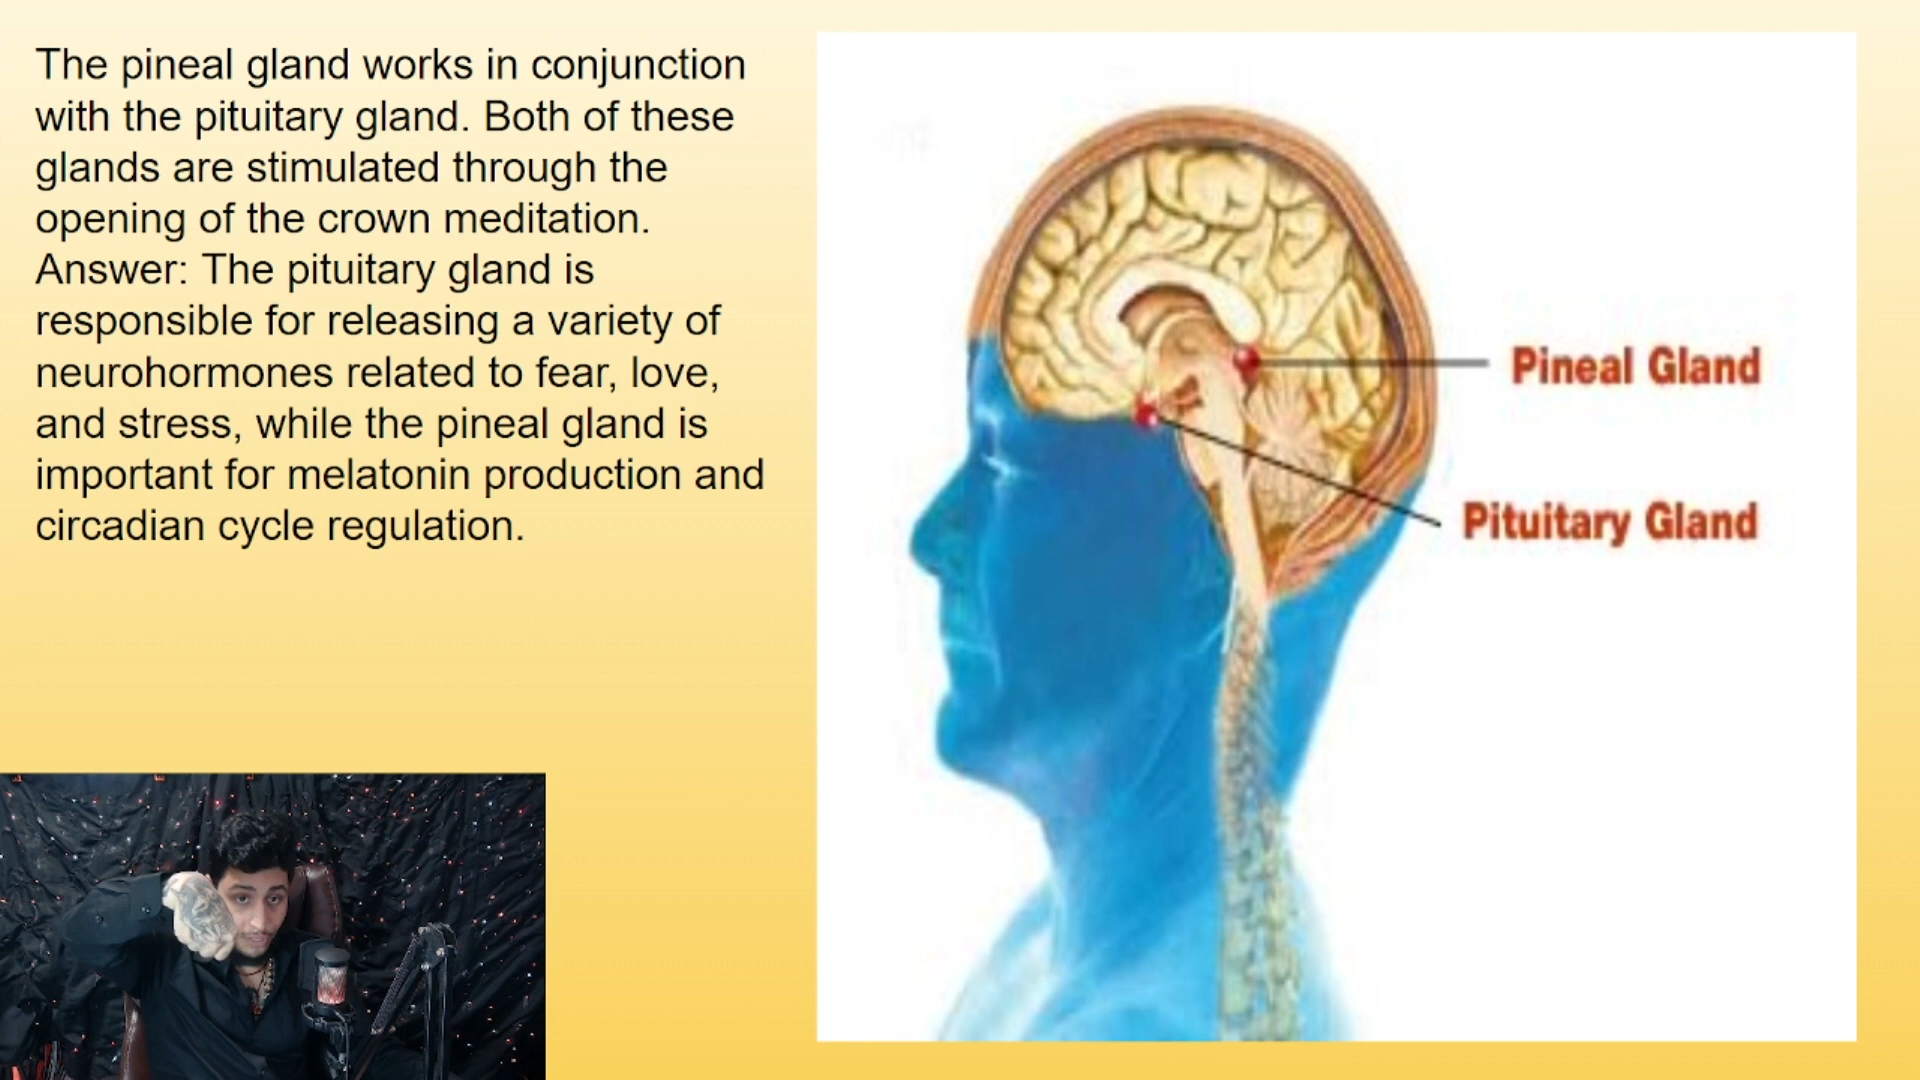 The pineal gland works in conjunction
with the pituitary gland. Both of these
glands are stimulated through the
opening of the crown meditation.
Answer: The pituitary gland is
responsible for releasing a variety of
neurohormones related to fear, love,
and stress, while the pineal gland is
important for melatonin production and
circadian cycle regulation.
Pineal Gland
Pituitary Gland